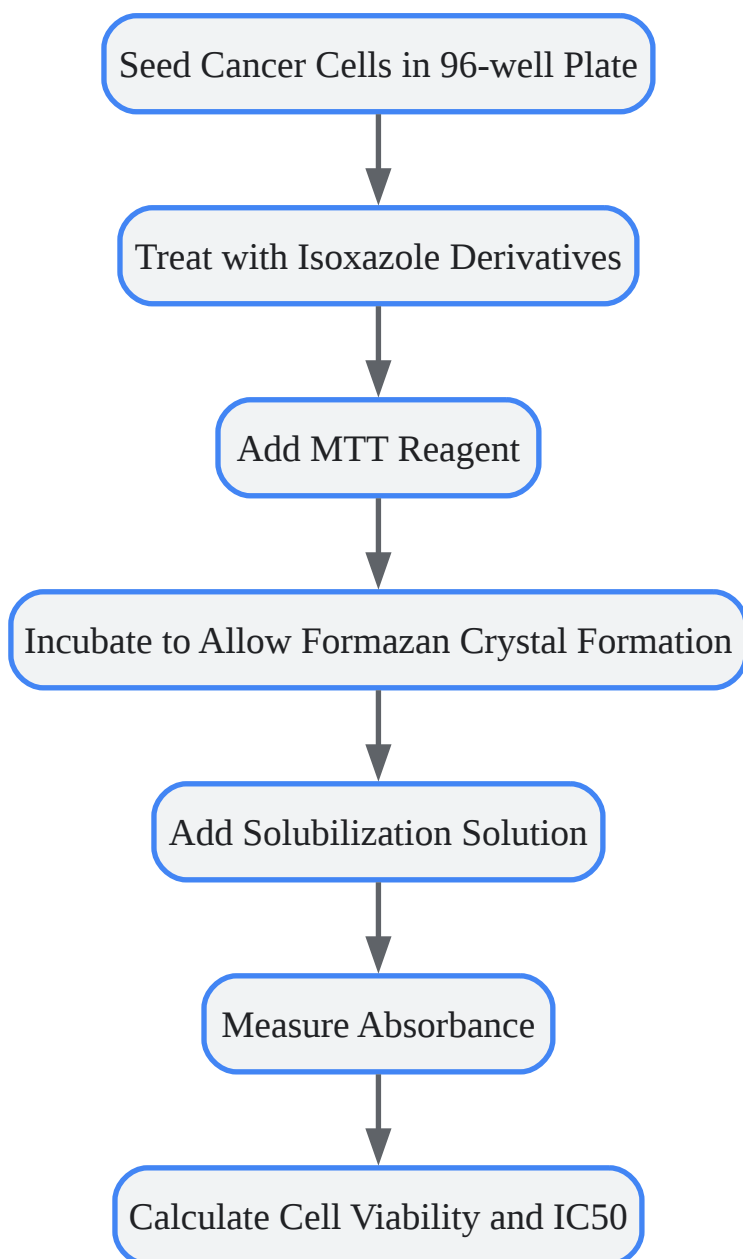 Seed Cancer Cells in 96-well Plate
Treat with Isoxazole Derivatives
Add MTT Reagent
Incubate to Allow Formazan Crystal Formation
Add Solubilization Solution
Measure Absorbance
Calculate Cell Viability and IC50